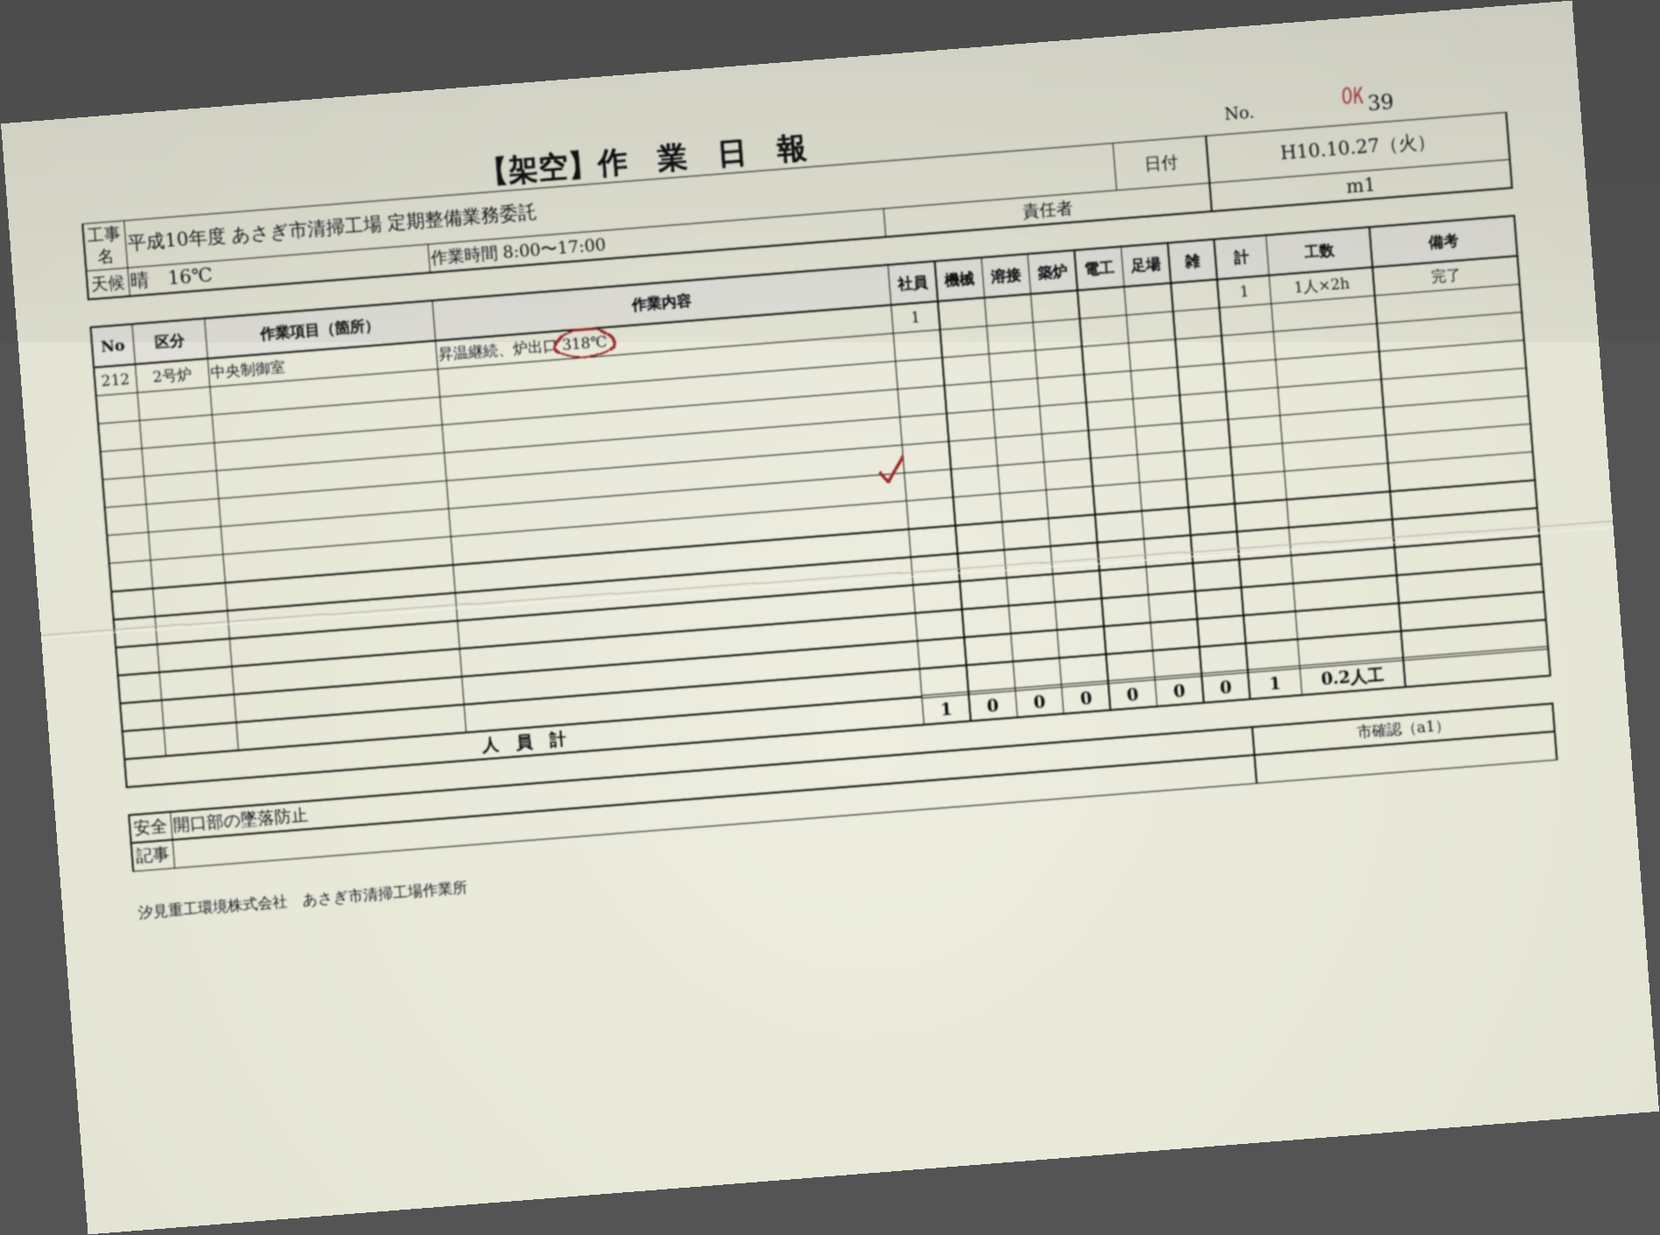 No. OK 39
【架空】作 業 日 報
工事名 平成10年度 あさぎ市清掃工場 定期整備業務委託 日付 H10.10.27（火）
天候 晴 16℃ 作業時間 8:00〜17:00 責任者 m1
No 区分 作業項目（箇所） 作業内容 社員 機械 溶接 築炉 電工 足場 雑 計 工数 備考
212 2号炉 中央制御室 昇温継続、炉出口318℃ 1 1 1人×2h 完了
人 員 計 1 0 0 0 0 0 0 1 0.2人工
市確認（a1）
安全 開口部の墜落防止
記事
汐見重工環境株式会社 あさぎ市清掃工場作業所